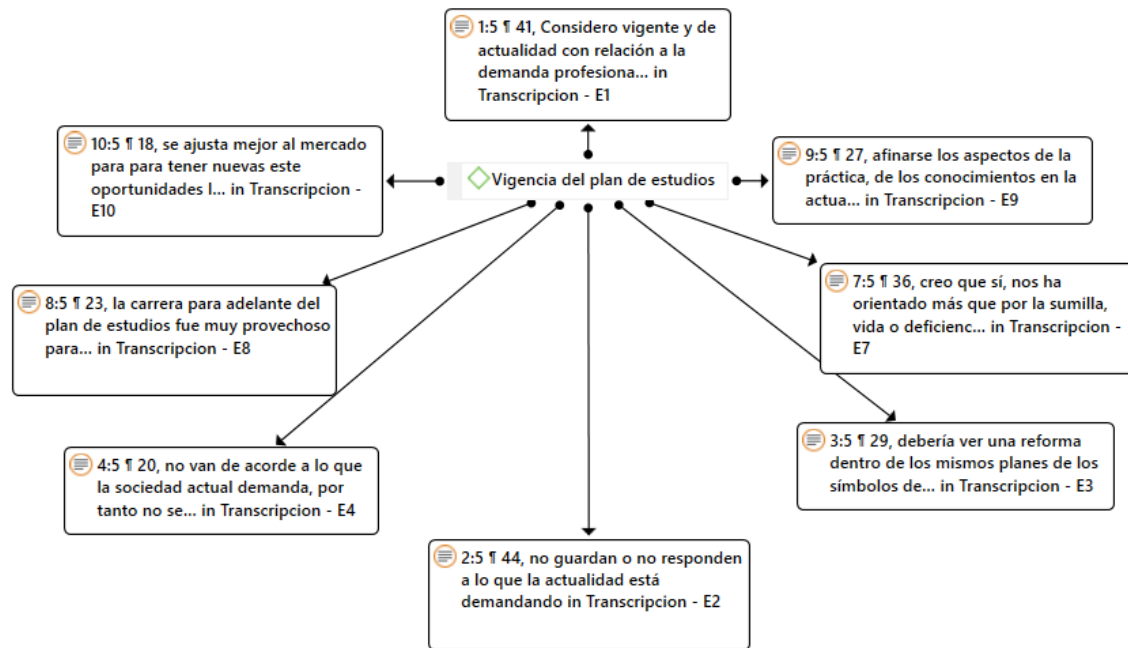 1:5 ¶ 41, Considero vigente y de
actualidad con relación a la
demanda profesiona... in
Transcripcion - E1
10:5 ¶ 18, se ajusta mejor al mercado
para para tener nuevas este
oportunidades l... in Transcripcion -
E10
Vigencia del plan de estudios
9:5 ¶ 27, afinarse los aspectos de la
práctica, de los conocimientos en la
actua... in Transcripcion - E9
8:5 ¶ 23, la carrera para adelante del
plan de estudios fue muy provechoso
para... in Transcripcion - E8
7:5 ¶ 36, creo que sí, nos ha
orientado más que por la sumilla,
vida o deficienc... in Transcripcion -
E7
4:5 ¶ 20, no van de acorde a lo que
la sociedad actual demanda, por
tanto no se... in Transcripcion - E4
3:5 ¶ 29, debería ver una reforma
dentro de los mismos planes de los
símbolos de... in Transcripcion - E3
2:5 ¶ 44, no guardan o no responden
a lo que la actualidad está
demandando in Transcripcion - E2